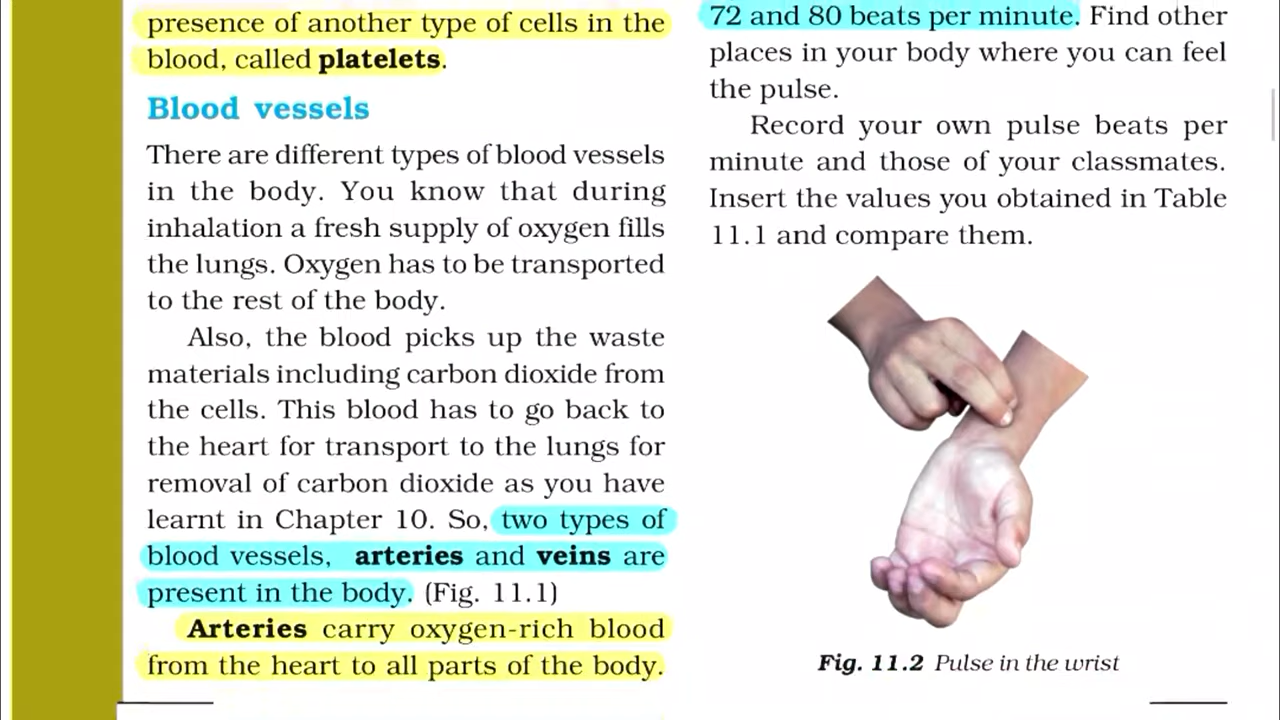 presence of another type of cells in the
blood, called platelets.
Blood vessels
There are different types of blood vessels
in the body. You know that during
inhalation a fresh supply of oxygen fills
the lungs. Oxygen has to be transported
to the rest of the body.
Also, the blood picks up the waste
materials including carbon dioxide from
the cells. This blood has to go back to
the heart for transport to the lungs for
removal of carbon dioxide as you have
learnt in Chapter 10. So, two types of
blood vessels, arteries and veins are
present in the body. (Fig. 11.1)
Arteries carry oxygen-rich blood
from the heart to all parts of the body.
72 and 80 beats per minute. Find other
places in your body where you can feel
the pulse.
Record your own pulse beats per
minute and those of your classmates.
Insert the values you obtained in Table
11.1 and compare them.
Fig. 11.2 Pulse in the wrist